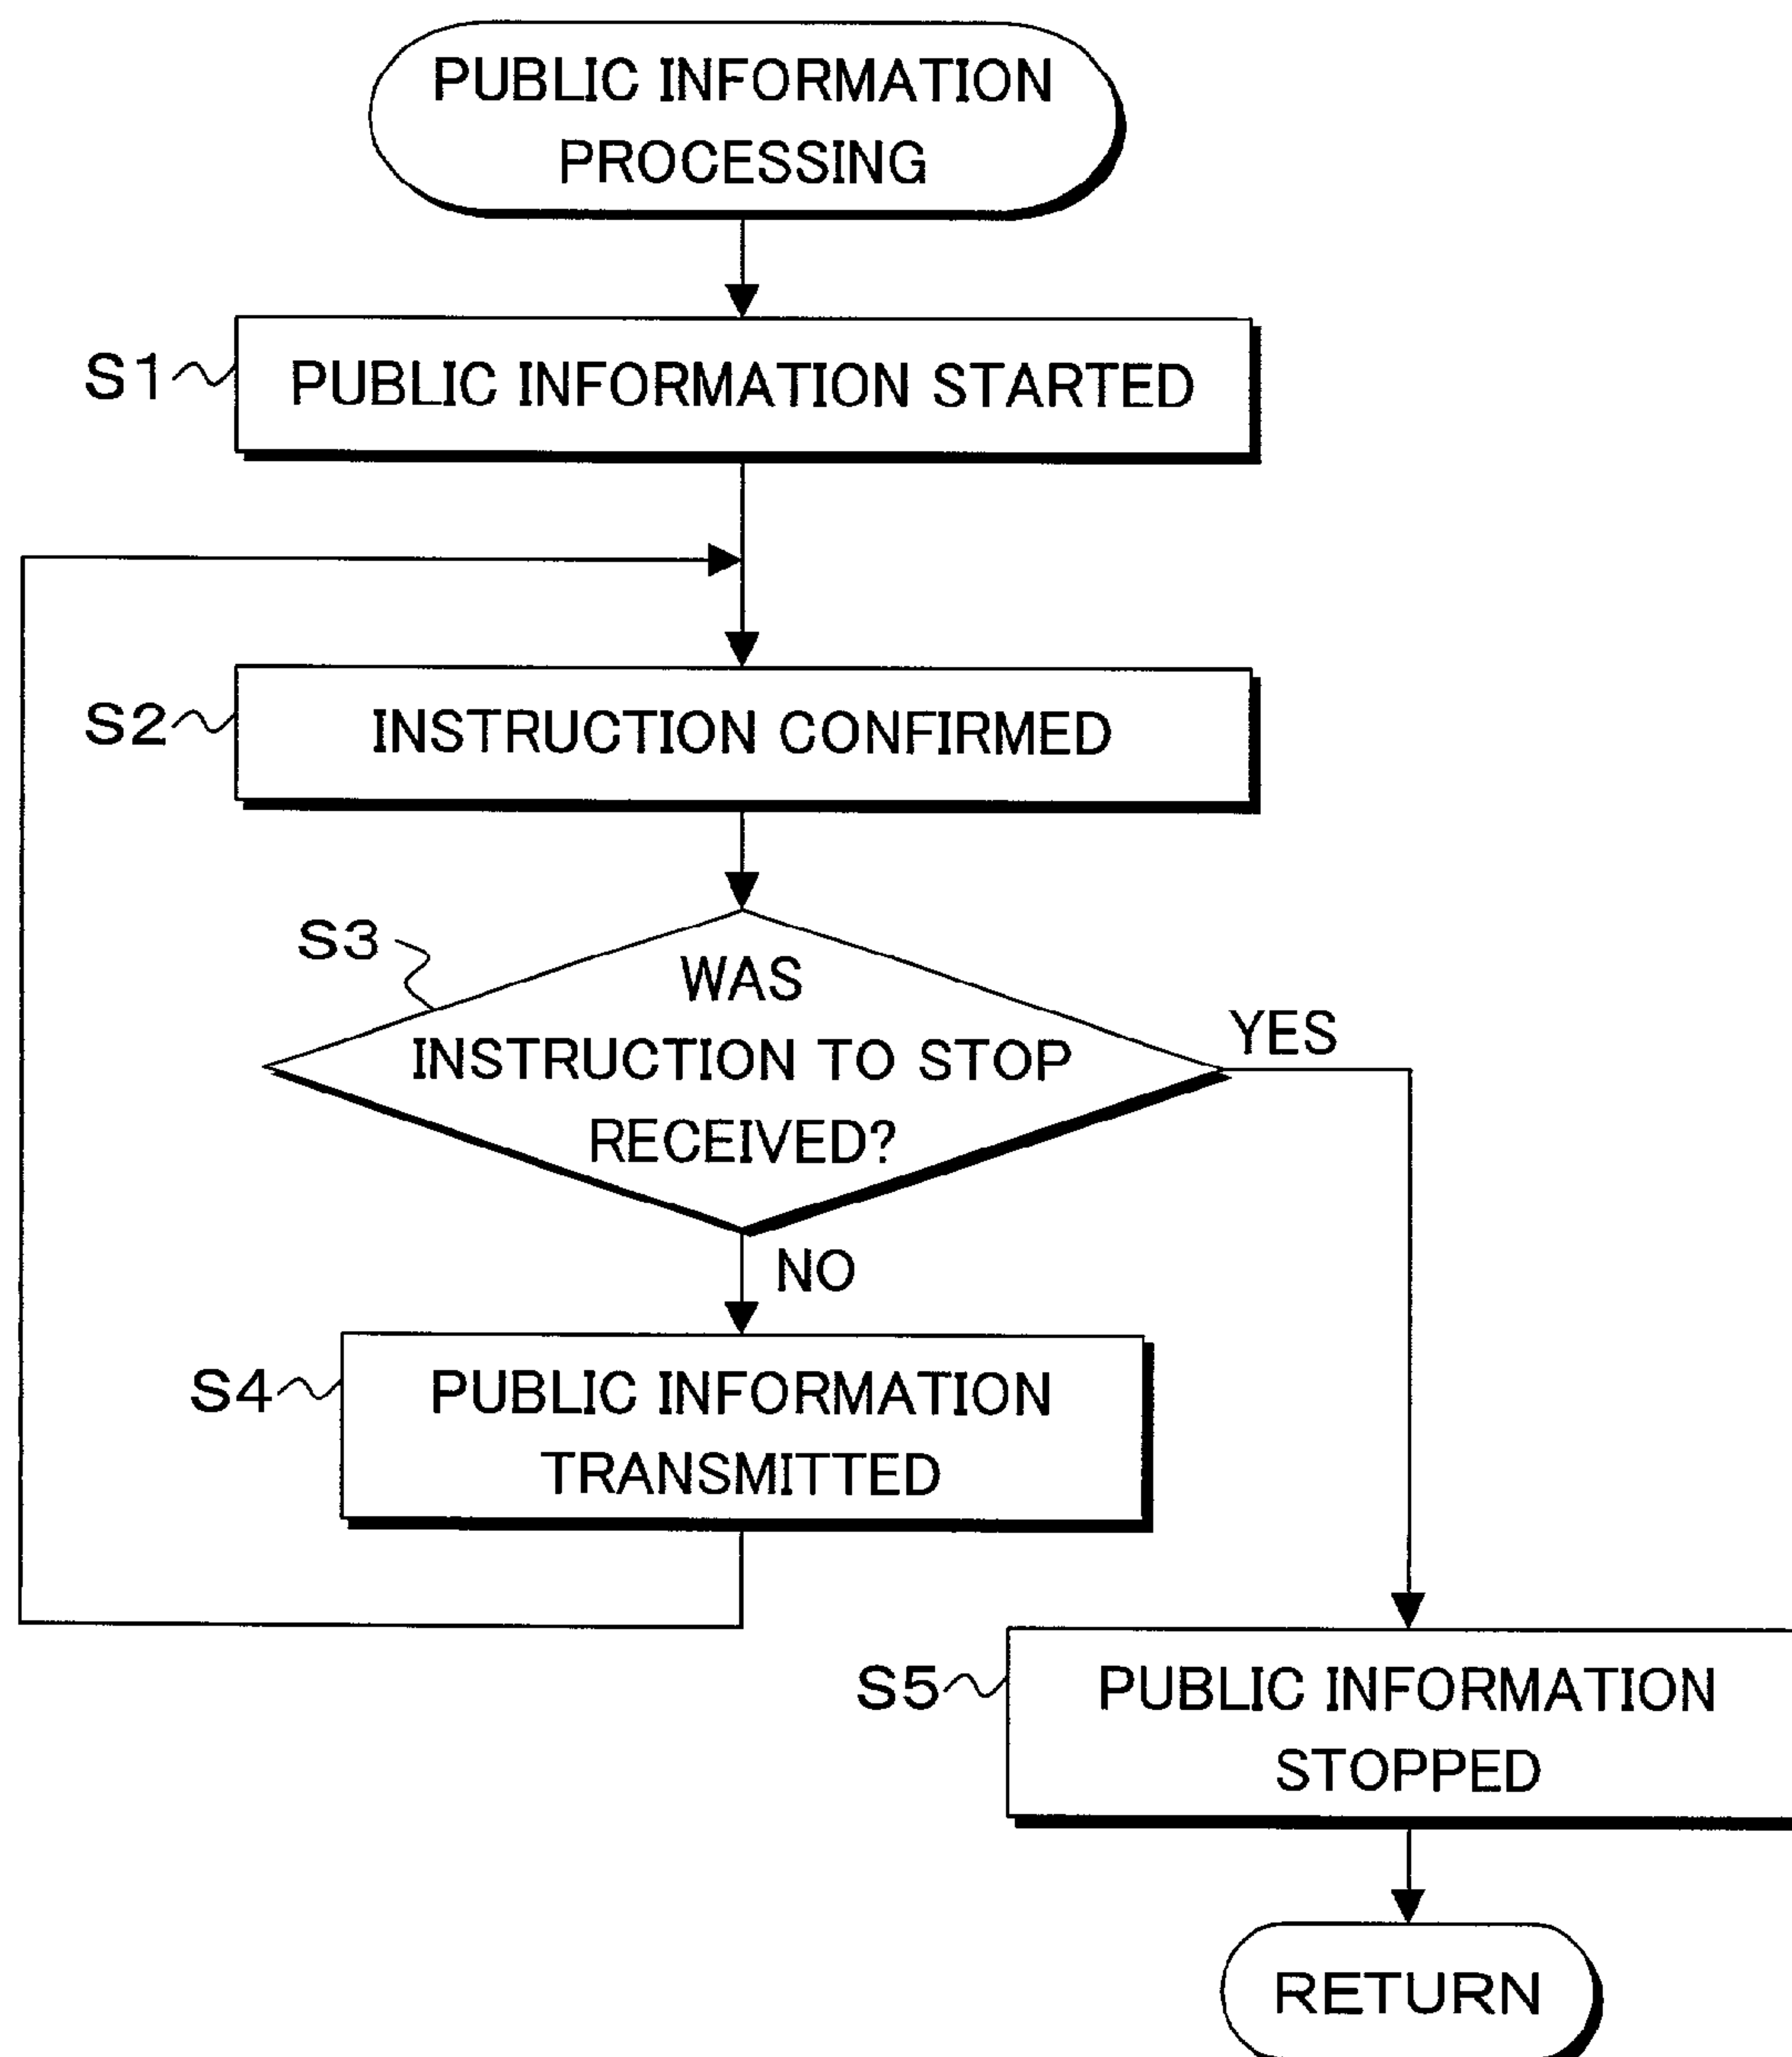 PUBLIC INFORMATION
PROCESSING
S1
PUBLIC INFORMATION STARTED
S2
INSTRUCTION CONFIRMED
S3
WAS
INSTRUCTION TO STOP
RECEIVED?
YES
NO
S4
PUBLIC INFORMATION
TRANSMITTED
S5
PUBLIC INFORMATION
STOPPED
RETURN